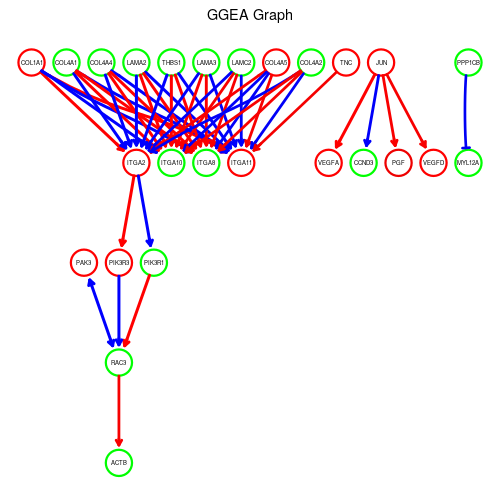 GGEA Graph
COL1A1 COL4A1 COL4A4 LAMA2 THBS1 LAMA3 LAMC2 COL4A5 COL4A2 TNC JUN PPP1CB
ITGA2 ITGA10 ITGA8 ITGA11 VEGFA CCND3 PGF VEGFD MYL12A
PAK3 PIK3R3 PIK3R1
RAC3
ACTB